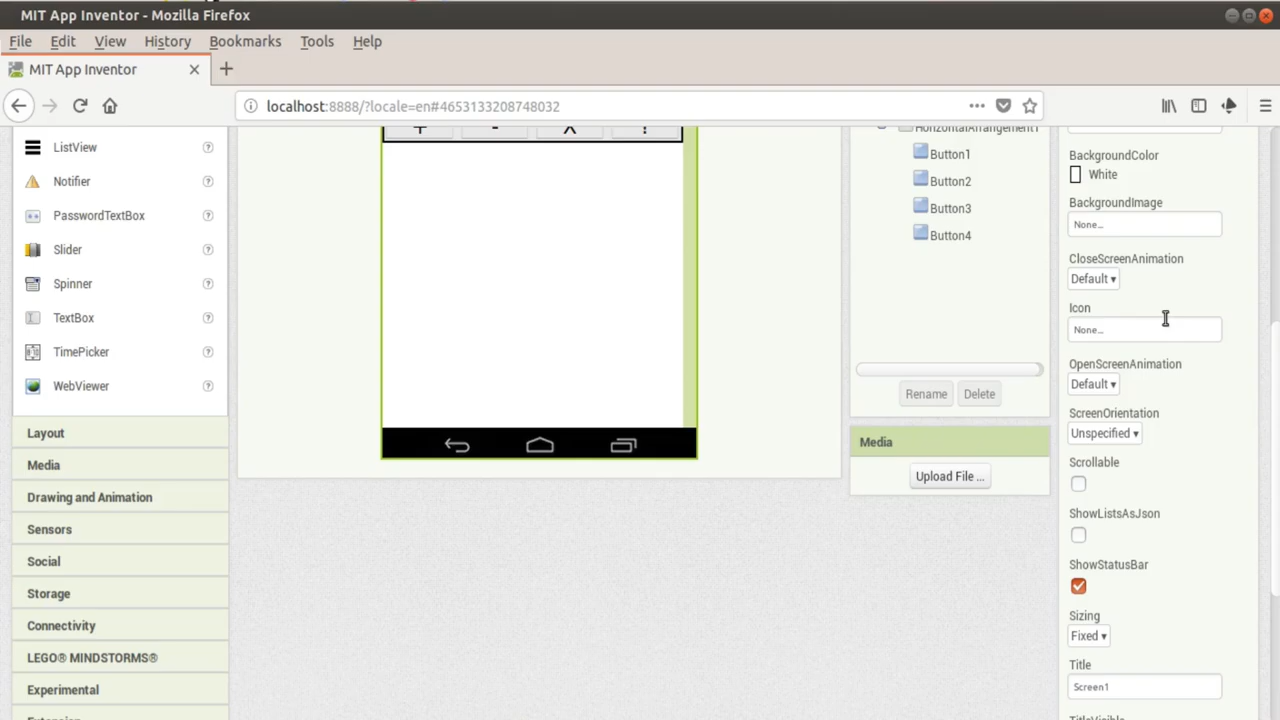 MIT App Inventor - Mozilla Firefox
File Edit View History Bookmarks Tools Help
MIT App Inventor
localhost:8888/?locale=en#4653133208748032
ListView
Notifier
PasswordTextBox
Slider
Spinner
TextBox
TimePicker
WebViewer
Layout
Media
Drawing and Animation
Sensors
Social
Storage
Connectivity
LEGO® MINDSTORMS®
Experimental
HorizontalArrangement1
Button1
Button2
Button3
Button4
Rename Delete
Media
Upload File ...
BackgroundColor
White
BackgroundImage
None...
CloseScreenAnimation
Default
Icon
None...
OpenScreenAnimation
Default
ScreenOrientation
Unspecified
Scrollable
ShowListsAsJson
ShowStatusBar
Sizing
Fixed
Title
Screen1